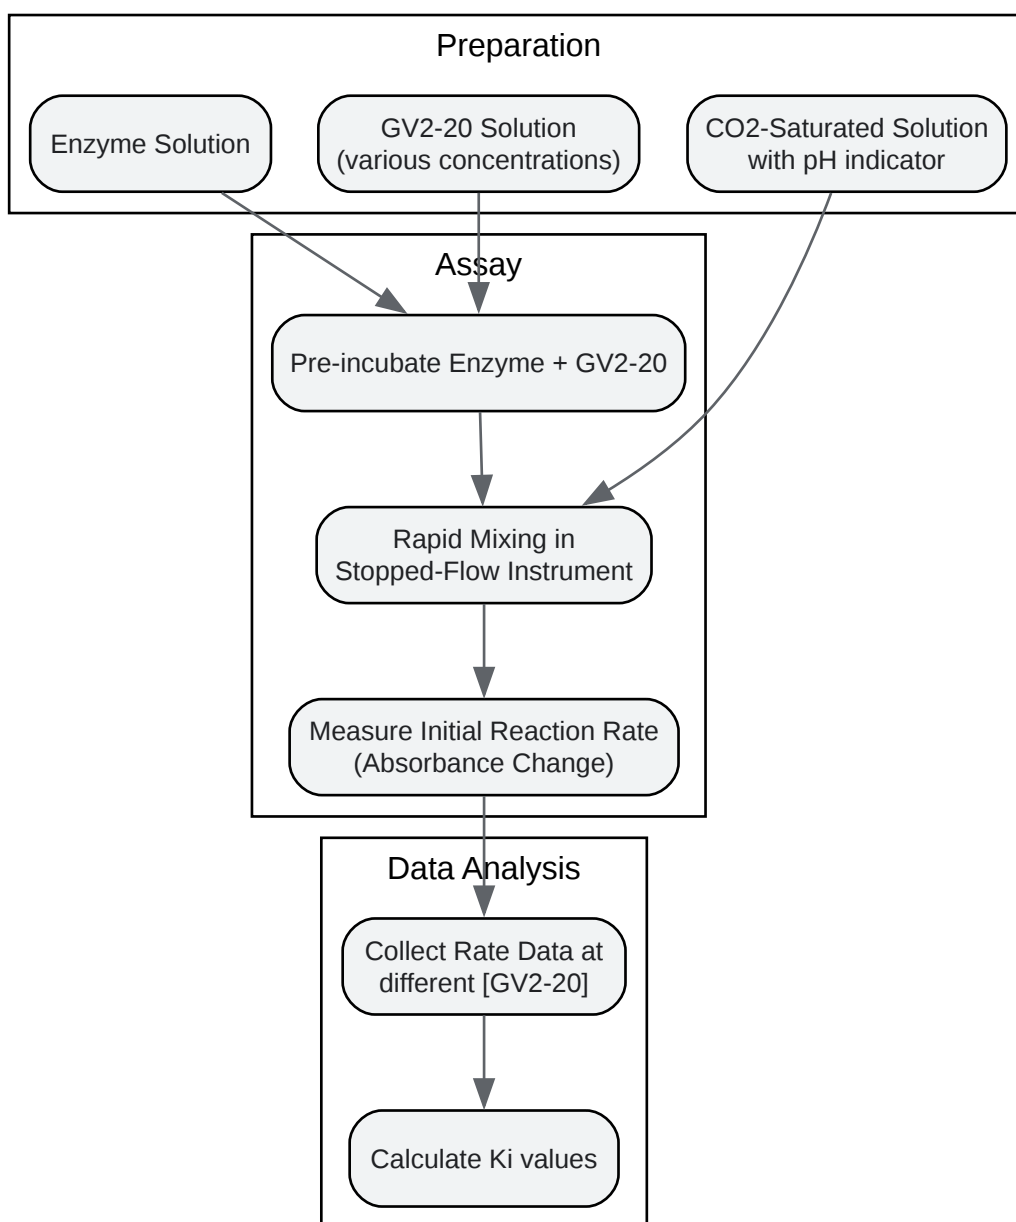 Preparation
Enzyme Solution
GV2-20 Solution
(various concentrations)
CO2-Saturated Solution
with pH indicator
Assay
Pre-incubate Enzyme + GV2-20
Rapid Mixing in
Stopped-Flow Instrument
Measure Initial Reaction Rate
(Absorbance Change)
Data Analysis
Collect Rate Data at
different [GV2-20]
Calculate Ki values